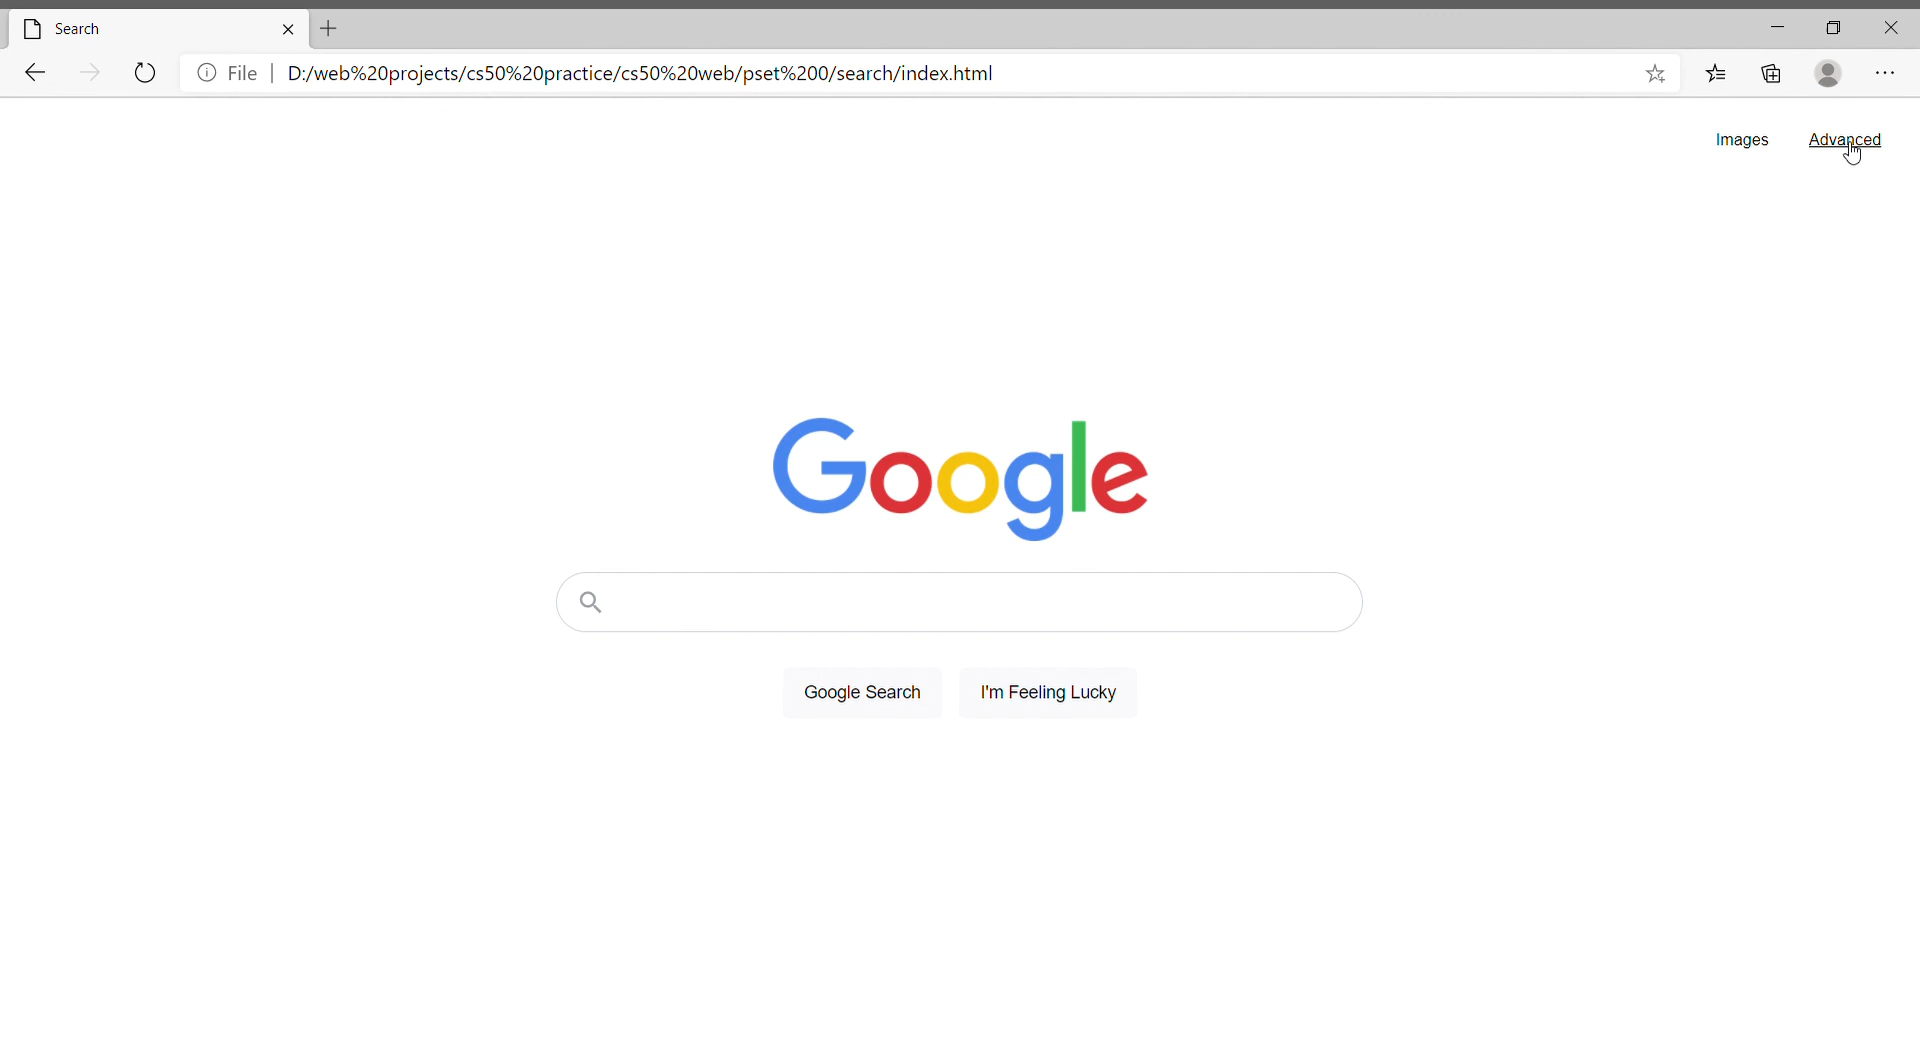 Search
File | D:/web%20projects/cs50%20practice/cs50%20web/pset%200/search/index.html
Images Advanced
Google
Google Search I'm Feeling Lucky